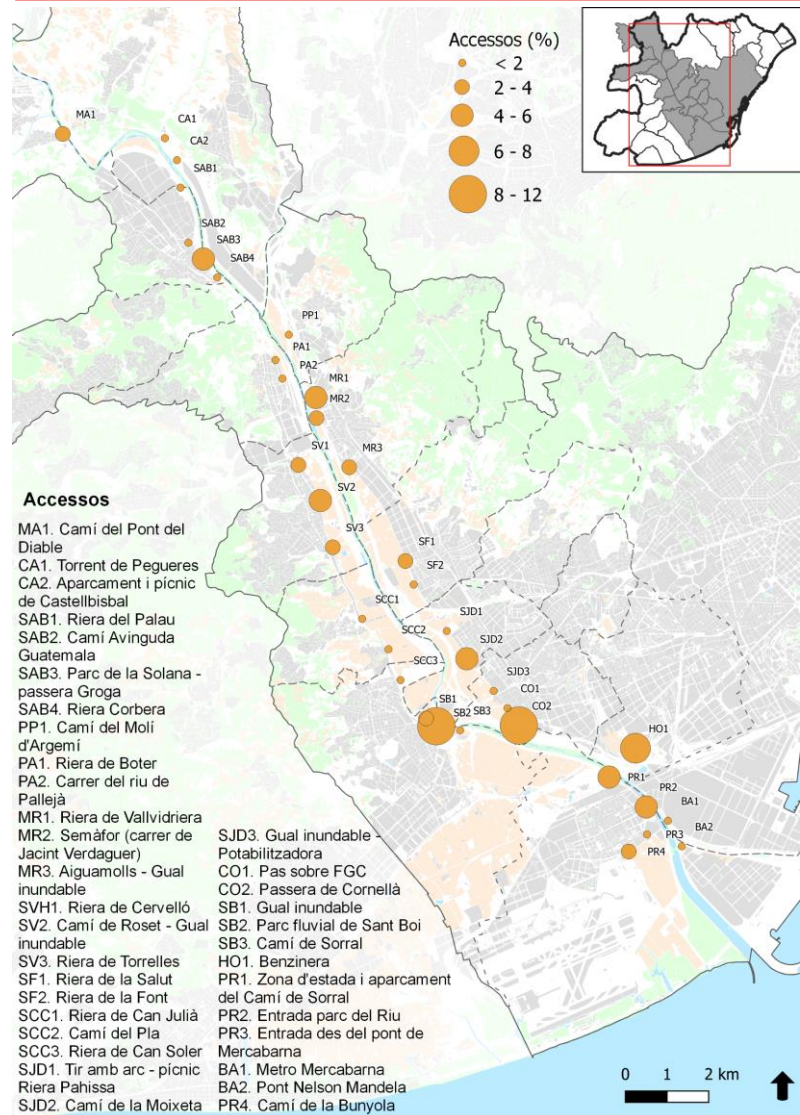 Accessos (%)
< 2
2 - 4
4 - 6
6 - 8
8 - 12
MA1
CA1
CA2
SAB1
SAB2
SAB3
SAB4
PP1
PA1
PA2
MR1
MR2
SV1
MR3
SV2
SV3
SF1
SF2
SCC1
SJD1
SCC2
SJD2
SCC3
SJD3
CO1
SB1
SB2
SB3
CO2
HO1
PR1
PR2
BA1
PR3
BA2
PR4
Accessos
MA1. Camí del Pont del
Diable
CA1. Torrent de Pegueres
CA2. Aparcament i pícnic
de Castellbisbal
SAB1. Riera del Palau
SAB2. Camí Avinguda
Guatemala
SAB3. Parc de la Solana -
passera Groga
SAB4. Riera Corbera
PP1. Camí del Molí
d'Argemí
PA1. Riera de Boter
PA2. Carrer del riu de
Pallejà
MR1. Riera de Vallvidriera
MR2. Semàfor (carrer de
Jacint Verdaguer)
MR3. Aiguamolls - Gual
inundable
SVH1. Riera de Cervelló
SV2. Camí de Roset - Gual
inundable
SV3. Riera de Torrelles
SF1. Riera de la Salut
SF2. Riera de la Font
SCC1. Riera de Can Julià
SCC2. Camí del Pla
SCC3. Riera de Can Soler
SJD1. Tir amb arc - pícnic
Riera Pahissa
SJD2. Camí de la Moixeta
SJD3. Gual inundable -
Potabilitzadora
CO1. Pas sobre FGC
CO2. Passera de Cornellà
SB1. Gual inundable
SB2. Parc fluvial de Sant Boi
SB3. Camí de Sorral
HO1. Benzinera
PR1. Zona d'estada i aparcament
del Camí de Sorral
PR2. Entrada parc del Riu
PR3. Entrada des del pont de
Mercabarna
BA1. Metro Mercabarna
BA2. Pont Nelson Mandela
PR4. Camí de la Bunyola
0 1 2 km